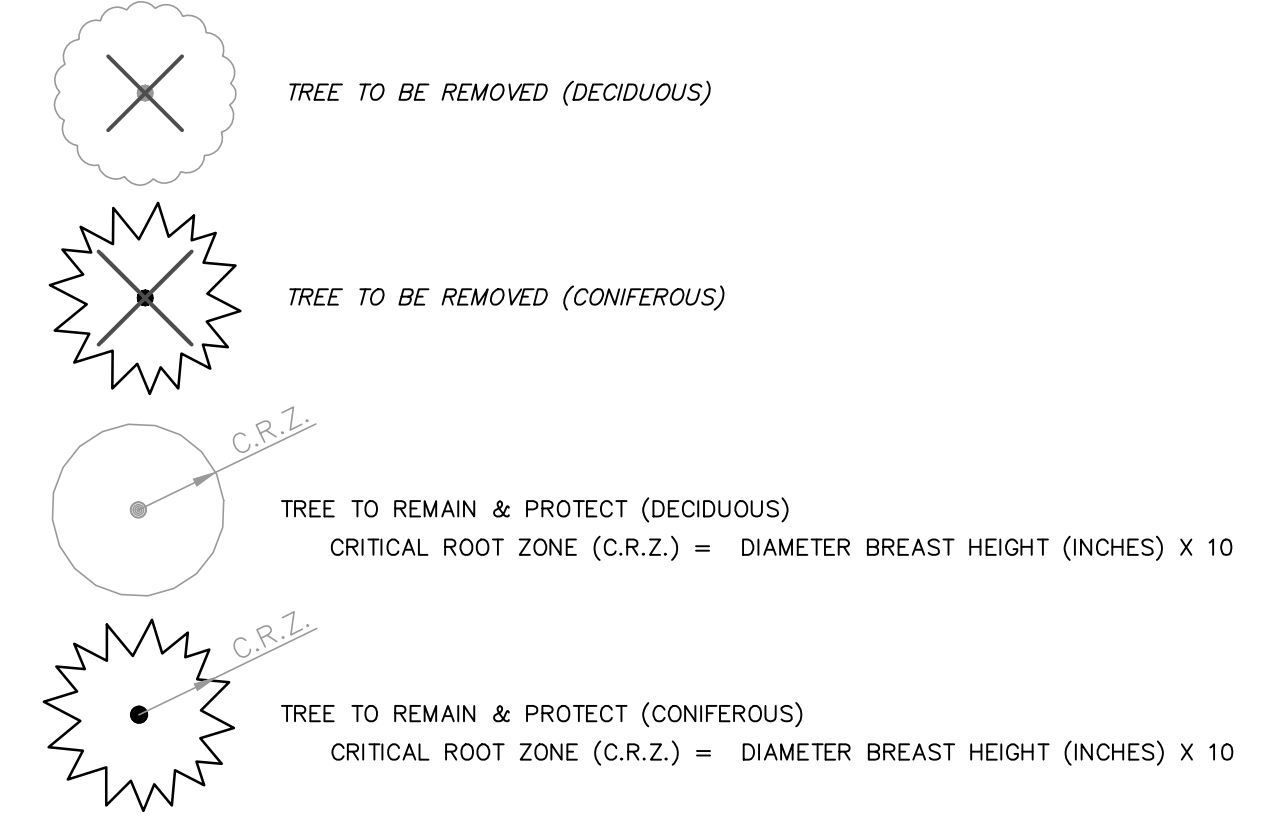 TREE TO BE REMOVED (DECIDUOUS)
TREE TO BE REMOVED (CONIFEROUS)
C.R.Z.
TREE TO REMAIN & PROTECT (DECIDUOUS)
CRITICAL ROOT ZONE (C.R.Z.) = DIAMETER BREAST HEIGHT (INCHES) X 10
C.R.Z.
TREE TO REMAIN & PROTECT (CONIFEROUS)
CRITICAL ROOT ZONE (C.R.Z.) = DIAMETER BREAST HEIGHT (INCHES) X 10